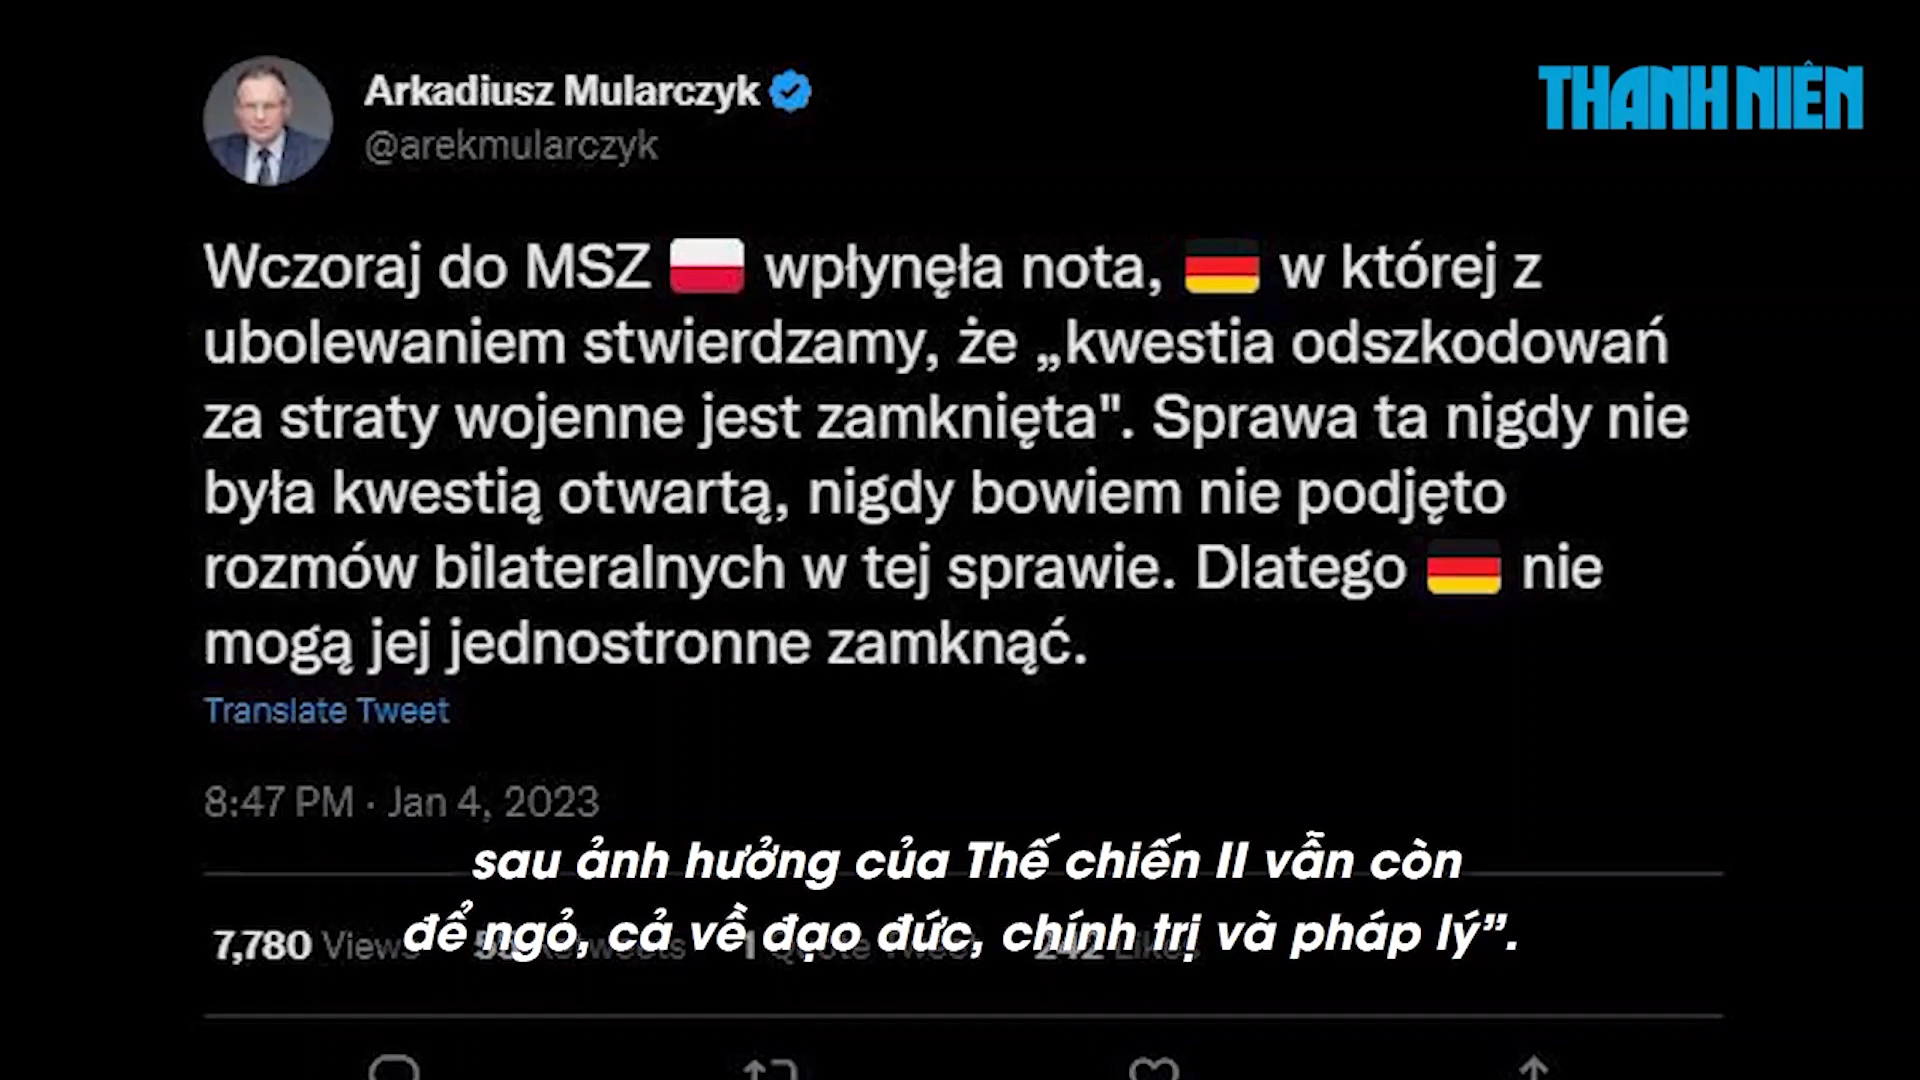 Arkadiusz Mularczyk
@arekmularczyk
THANH NIÊN
Wczoraj do MSZ 🇵🇱 wpłynęła nota, 🇩🇪 w której z
ubolewaniem stwierdzamy, że „kwestia odszkodowań
za straty wojenne jest zamknięta". Sprawa ta nigdy nie
była kwestią otwartą, nigdy bowiem nie podjęto
rozmów bilateralnych w tej sprawie. Dlatego 🇩🇪 nie
mogą jej jednostronne zamknąć.
Translate Tweet
8:47 PM · Jan 4, 2023
sau ảnh hưởng của Thế chiến II vẫn còn
để ngỏ, cả về đạo đức, chính trị và pháp lý”.
7,780 Views 242 Likes